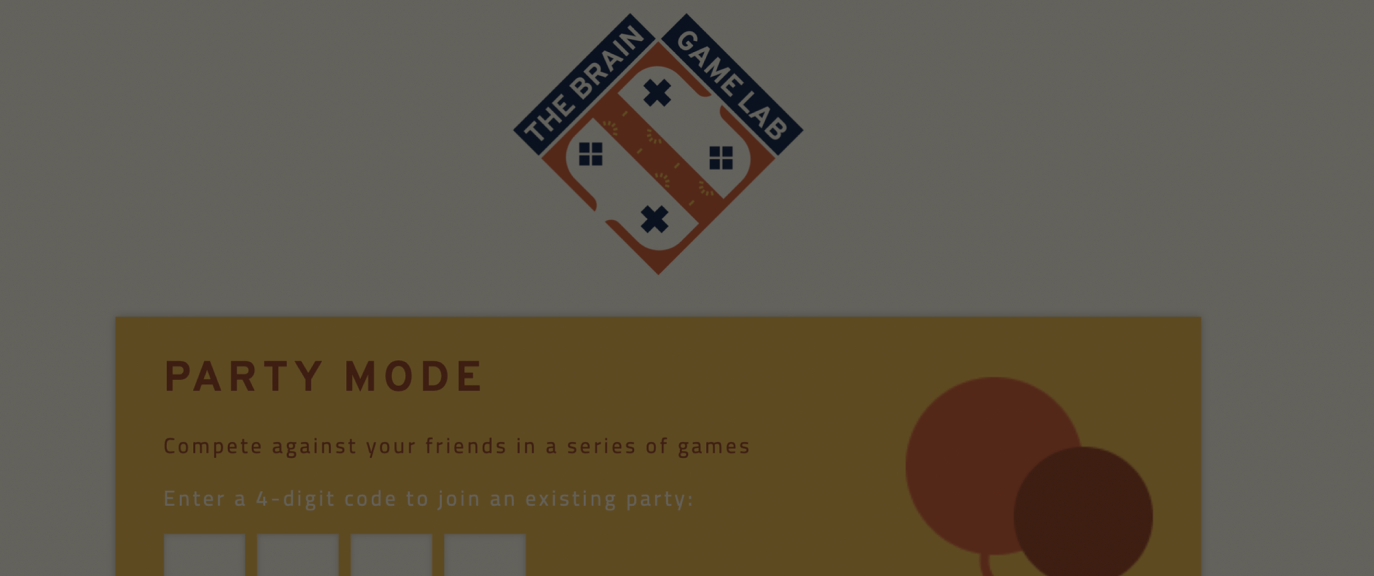 THE BRAIN
GAME LAB
PARTY MODE
Compete against your friends in a series of games
Enter a 4-digit code to join an existing party: